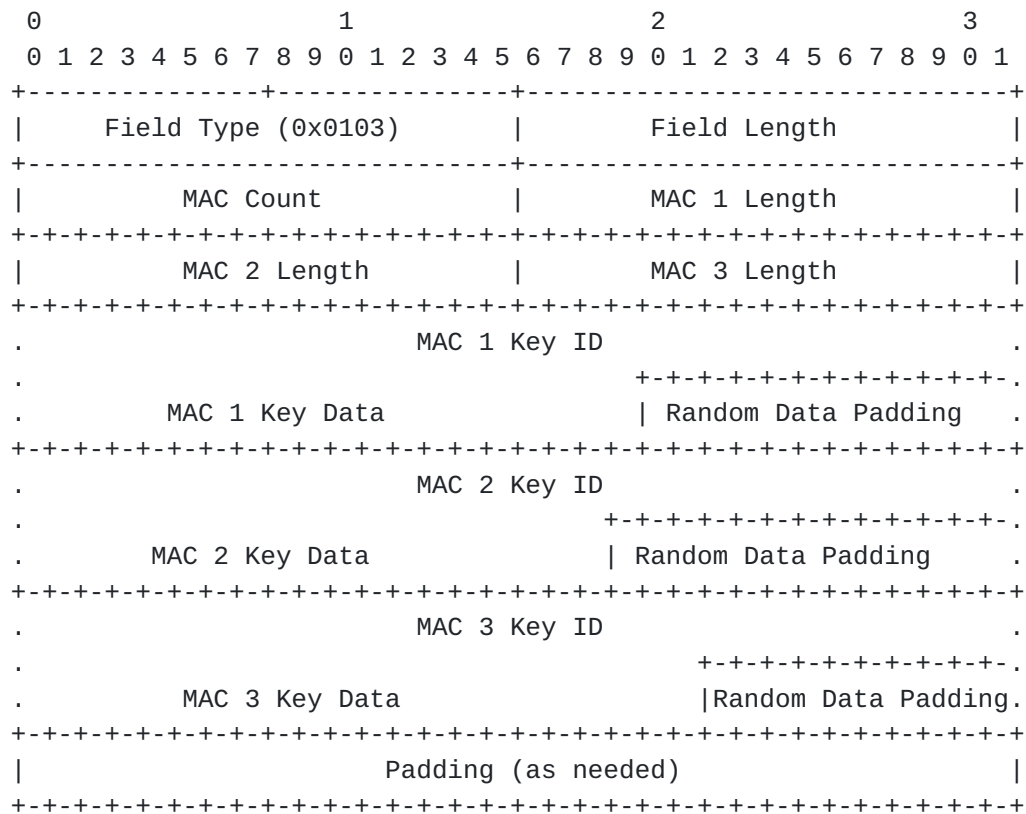 0                   1                   2                   3
 0 1 2 3 4 5 6 7 8 9 0 1 2 3 4 5 6 7 8 9 0 1 2 3 4 5 6 7 8 9 0 1
+---------------+---------------+-------------------------------+
|     Field Type (0x0103)       |        Field Length           |
+-------------------------------+-------------------------------+
|          MAC Count            |        MAC 1 Length           |
+-+-+-+-+-+-+-+-+-+-+-+-+-+-+-+-+-+-+-+-+-+-+-+-+-+-+-+-+-+-+-+-+
|          MAC 2 Length         |        MAC 3 Length           |
+-+-+-+-+-+-+-+-+-+-+-+-+-+-+-+-+-+-+-+-+-+-+-+-+-+-+-+-+-+-+-+-+
.                         MAC 1 Key ID                          .
.                                       +-+-+-+-+-+-+-+-+-+-+-+-.
.         MAC 1 Key Data                | Random Data Padding   .
+-+-+-+-+-+-+-+-+-+-+-+-+-+-+-+-+-+-+-+-+-+-+-+-+-+-+-+-+-+-+-+-+
.                         MAC 2 Key ID                          .
.                                     +-+-+-+-+-+-+-+-+-+-+-+-+-.
.        MAC 2 Key Data               | Random Data Padding     .
+-+-+-+-+-+-+-+-+-+-+-+-+-+-+-+-+-+-+-+-+-+-+-+-+-+-+-+-+-+-+-+-+
.                         MAC 3 Key ID                          .
.                                           +-+-+-+-+-+-+-+-+-+-.
.          MAC 3 Key Data                   |Random Data Padding.
+-+-+-+-+-+-+-+-+-+-+-+-+-+-+-+-+-+-+-+-+-+-+-+-+-+-+-+-+-+-+-+-+
|                       Padding (as needed)                     |
+-+-+-+-+-+-+-+-+-+-+-+-+-+-+-+-+-+-+-+-+-+-+-+-+-+-+-+-+-+-+-+-+